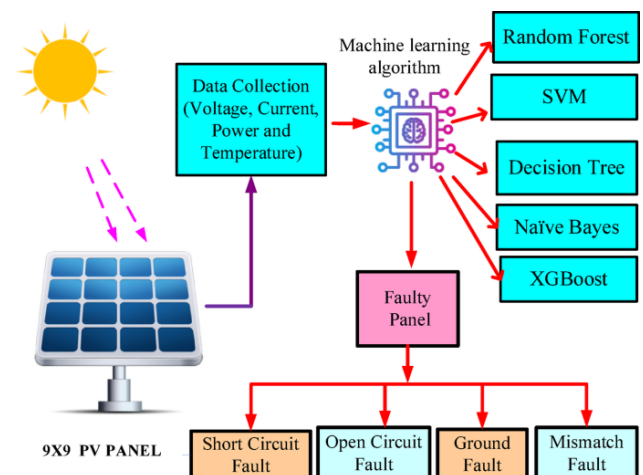 Machine learning
algorithm
Random Forest
SVM
Decision Tree
Naïve Bayes
XGBoost
Data Collection
(Voltage, Current,
Power and
Temperature)
Faulty
Panel
9X9 PV PANEL
Short Circuit
Fault
Open Circuit
Fault
Ground
Fault
Mismatch
Fault